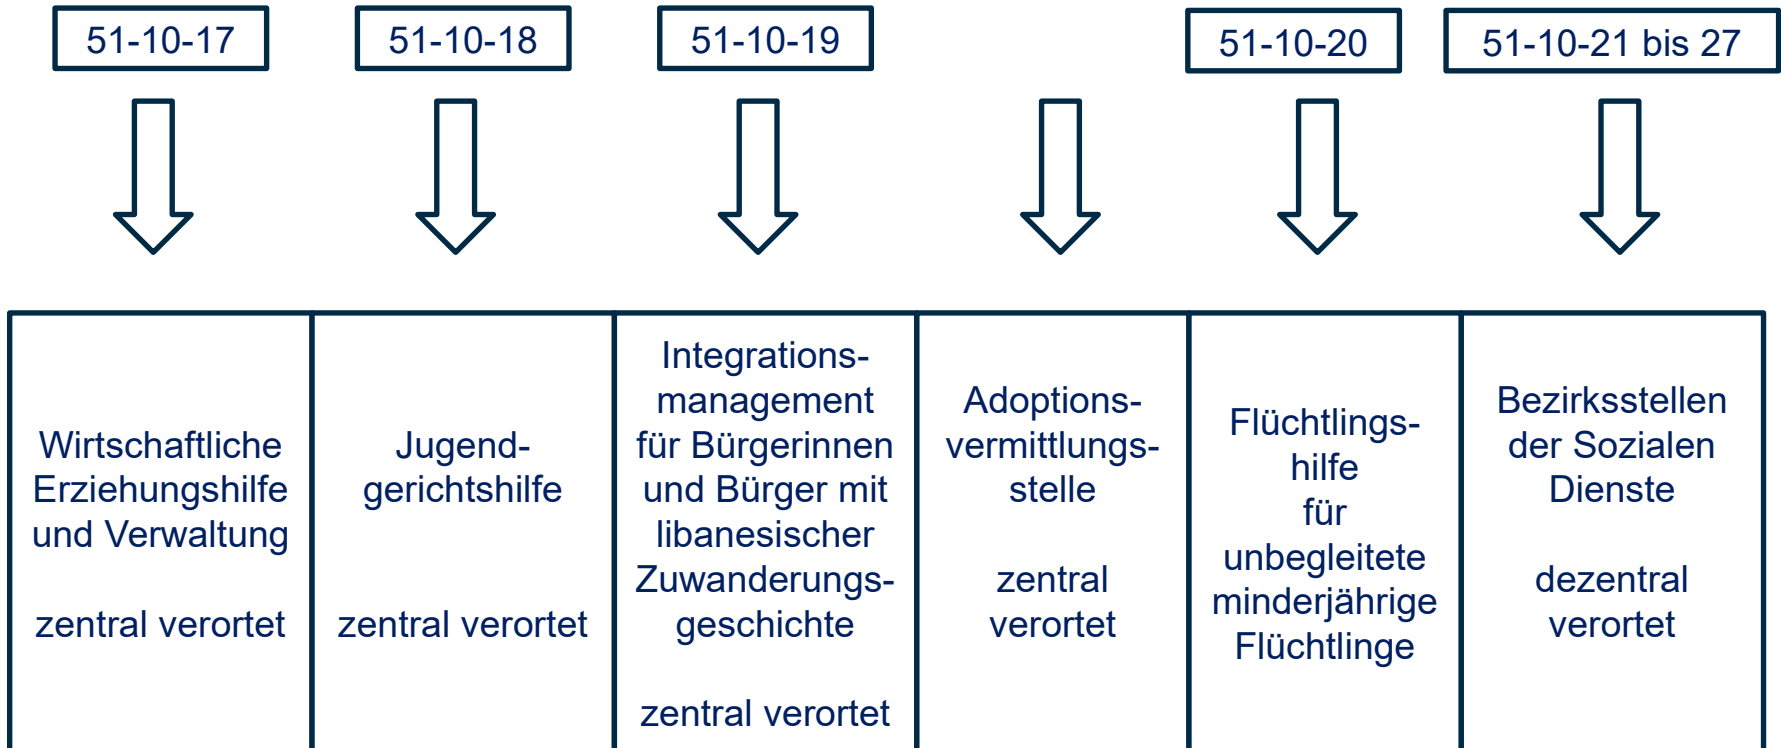 51-10-17
51-10-18
51-10-19
51-10-20
51-10-21 bis 27
Wirtschaftliche
Erziehungshilfe
und Verwaltung
zentral verortet
Jugend-
gerichtshilfe
zentral verortet
Integrations-
management
für Bürgerinnen
und Bürger mit
libanesischer
Zuwanderungs-
geschichte
zentral verortet
Adoptions-
vermittlungs-
stelle
zentral
verortet
Flüchtlings-
hilfe
für
unbegleitete
minderjährige
Flüchtlinge
Bezirksstellen
der Sozialen
Dienste
dezentral
verortet